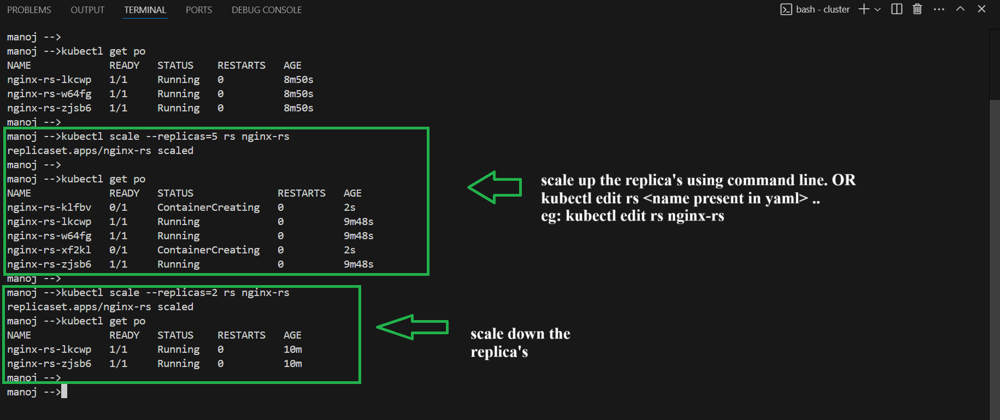 PROBLEMS OUTPUT TERMINAL PORTS DEBUG CONSOLE bash - cluster
manoj -->
manoj -->kubectl get po
NAME READY STATUS RESTARTS AGE
nginx-rs-lkcwp 1/1 Running 0 8m50s
nginx-rs-w64fg 1/1 Running 0 8m50s
nginx-rs-zjsb6 1/1 Running 0 8m50s
manoj -->
manoj -->kubectl scale --replicas=5 rs nginx-rs
replicaset.apps/nginx-rs scaled
manoj -->
manoj -->kubectl get po
NAME READY STATUS RESTARTS AGE
nginx-rs-klfbv 0/1 ContainerCreating 0 2s
nginx-rs-lkcwp 1/1 Running 0 9m48s
nginx-rs-w64fg 1/1 Running 0 9m48s
nginx-rs-xf2kl 0/1 ContainerCreating 0 2s
nginx-rs-zjsb6 1/1 Running 0 9m48s
manoj -->
scale up the replica's using command line. OR
kubectl edit rs <name present in yaml> ..
eg: kubectl edit rs nginx-rs
manoj -->kubectl scale --replicas=2 rs nginx-rs
replicaset.apps/nginx-rs scaled
manoj -->kubectl get po
NAME READY STATUS RESTARTS AGE
nginx-rs-lkcwp 1/1 Running 0 10m
nginx-rs-zjsb6 1/1 Running 0 10m
manoj -->
manoj -->
scale down the
replica's